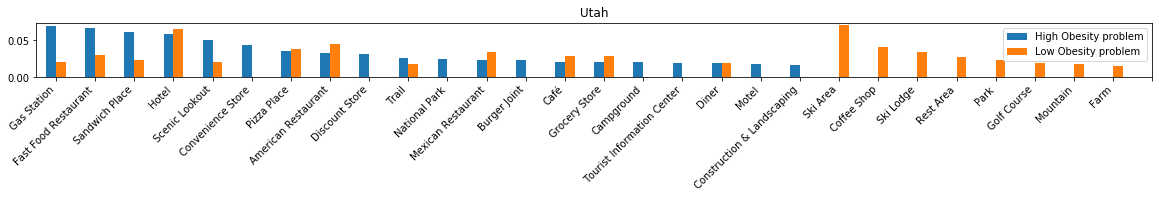 Utah
0.05
0.00
High Obesity problem
Low Obesity problem
Gas Station
Fast Food Restaurant
Sandwich Place
Hotel
Scenic Lookout
Convenience Store
Pizza Place
American Restaurant
Discount Store
Trail
National Park
Mexican Restaurant
Burger Joint
Café
Grocery Store
Campground
Tourist Information Center
Diner
Motel
Construction & Landscaping
Ski Area
Coffee Shop
Ski Lodge
Rest Area
Park
Golf Course
Mountain
Farm